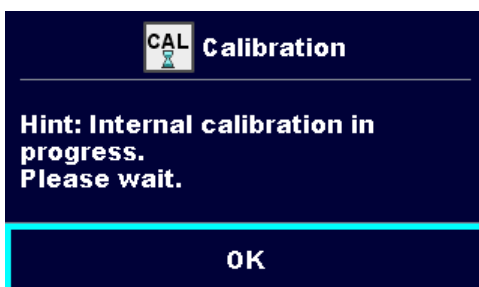 CAL Calibration
Hint: Internal calibration in
progress.
Please wait.
OK